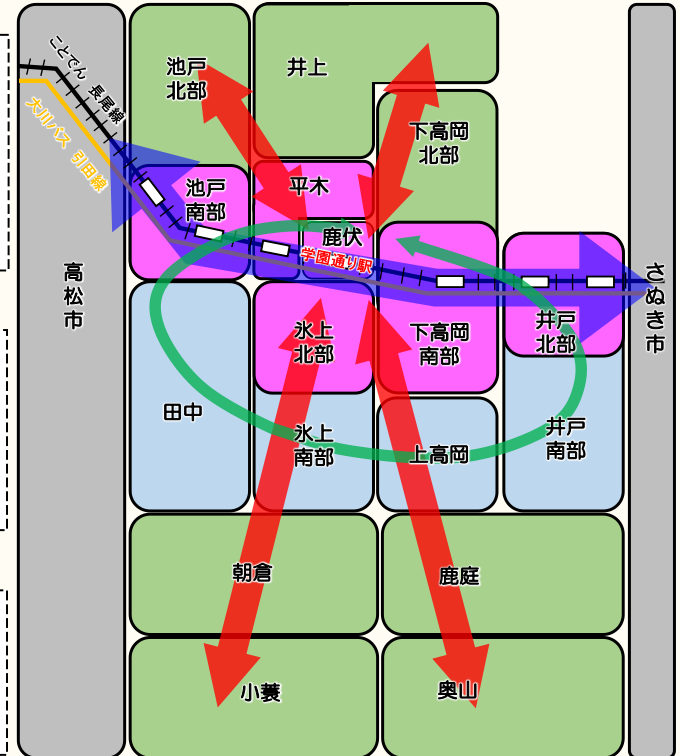 ことでん 長尾線
大川バス 引田線
池戸
北部
井上
下高岡
北部
池戸
南部
平木
鹿伏
学園通り駅
高松市
さぬき市
氷上
北部
下高岡
南部
井戸
北部
田中
氷上
南部
上高岡
井戸
南部
朝倉
鹿庭
小蓑
奥山